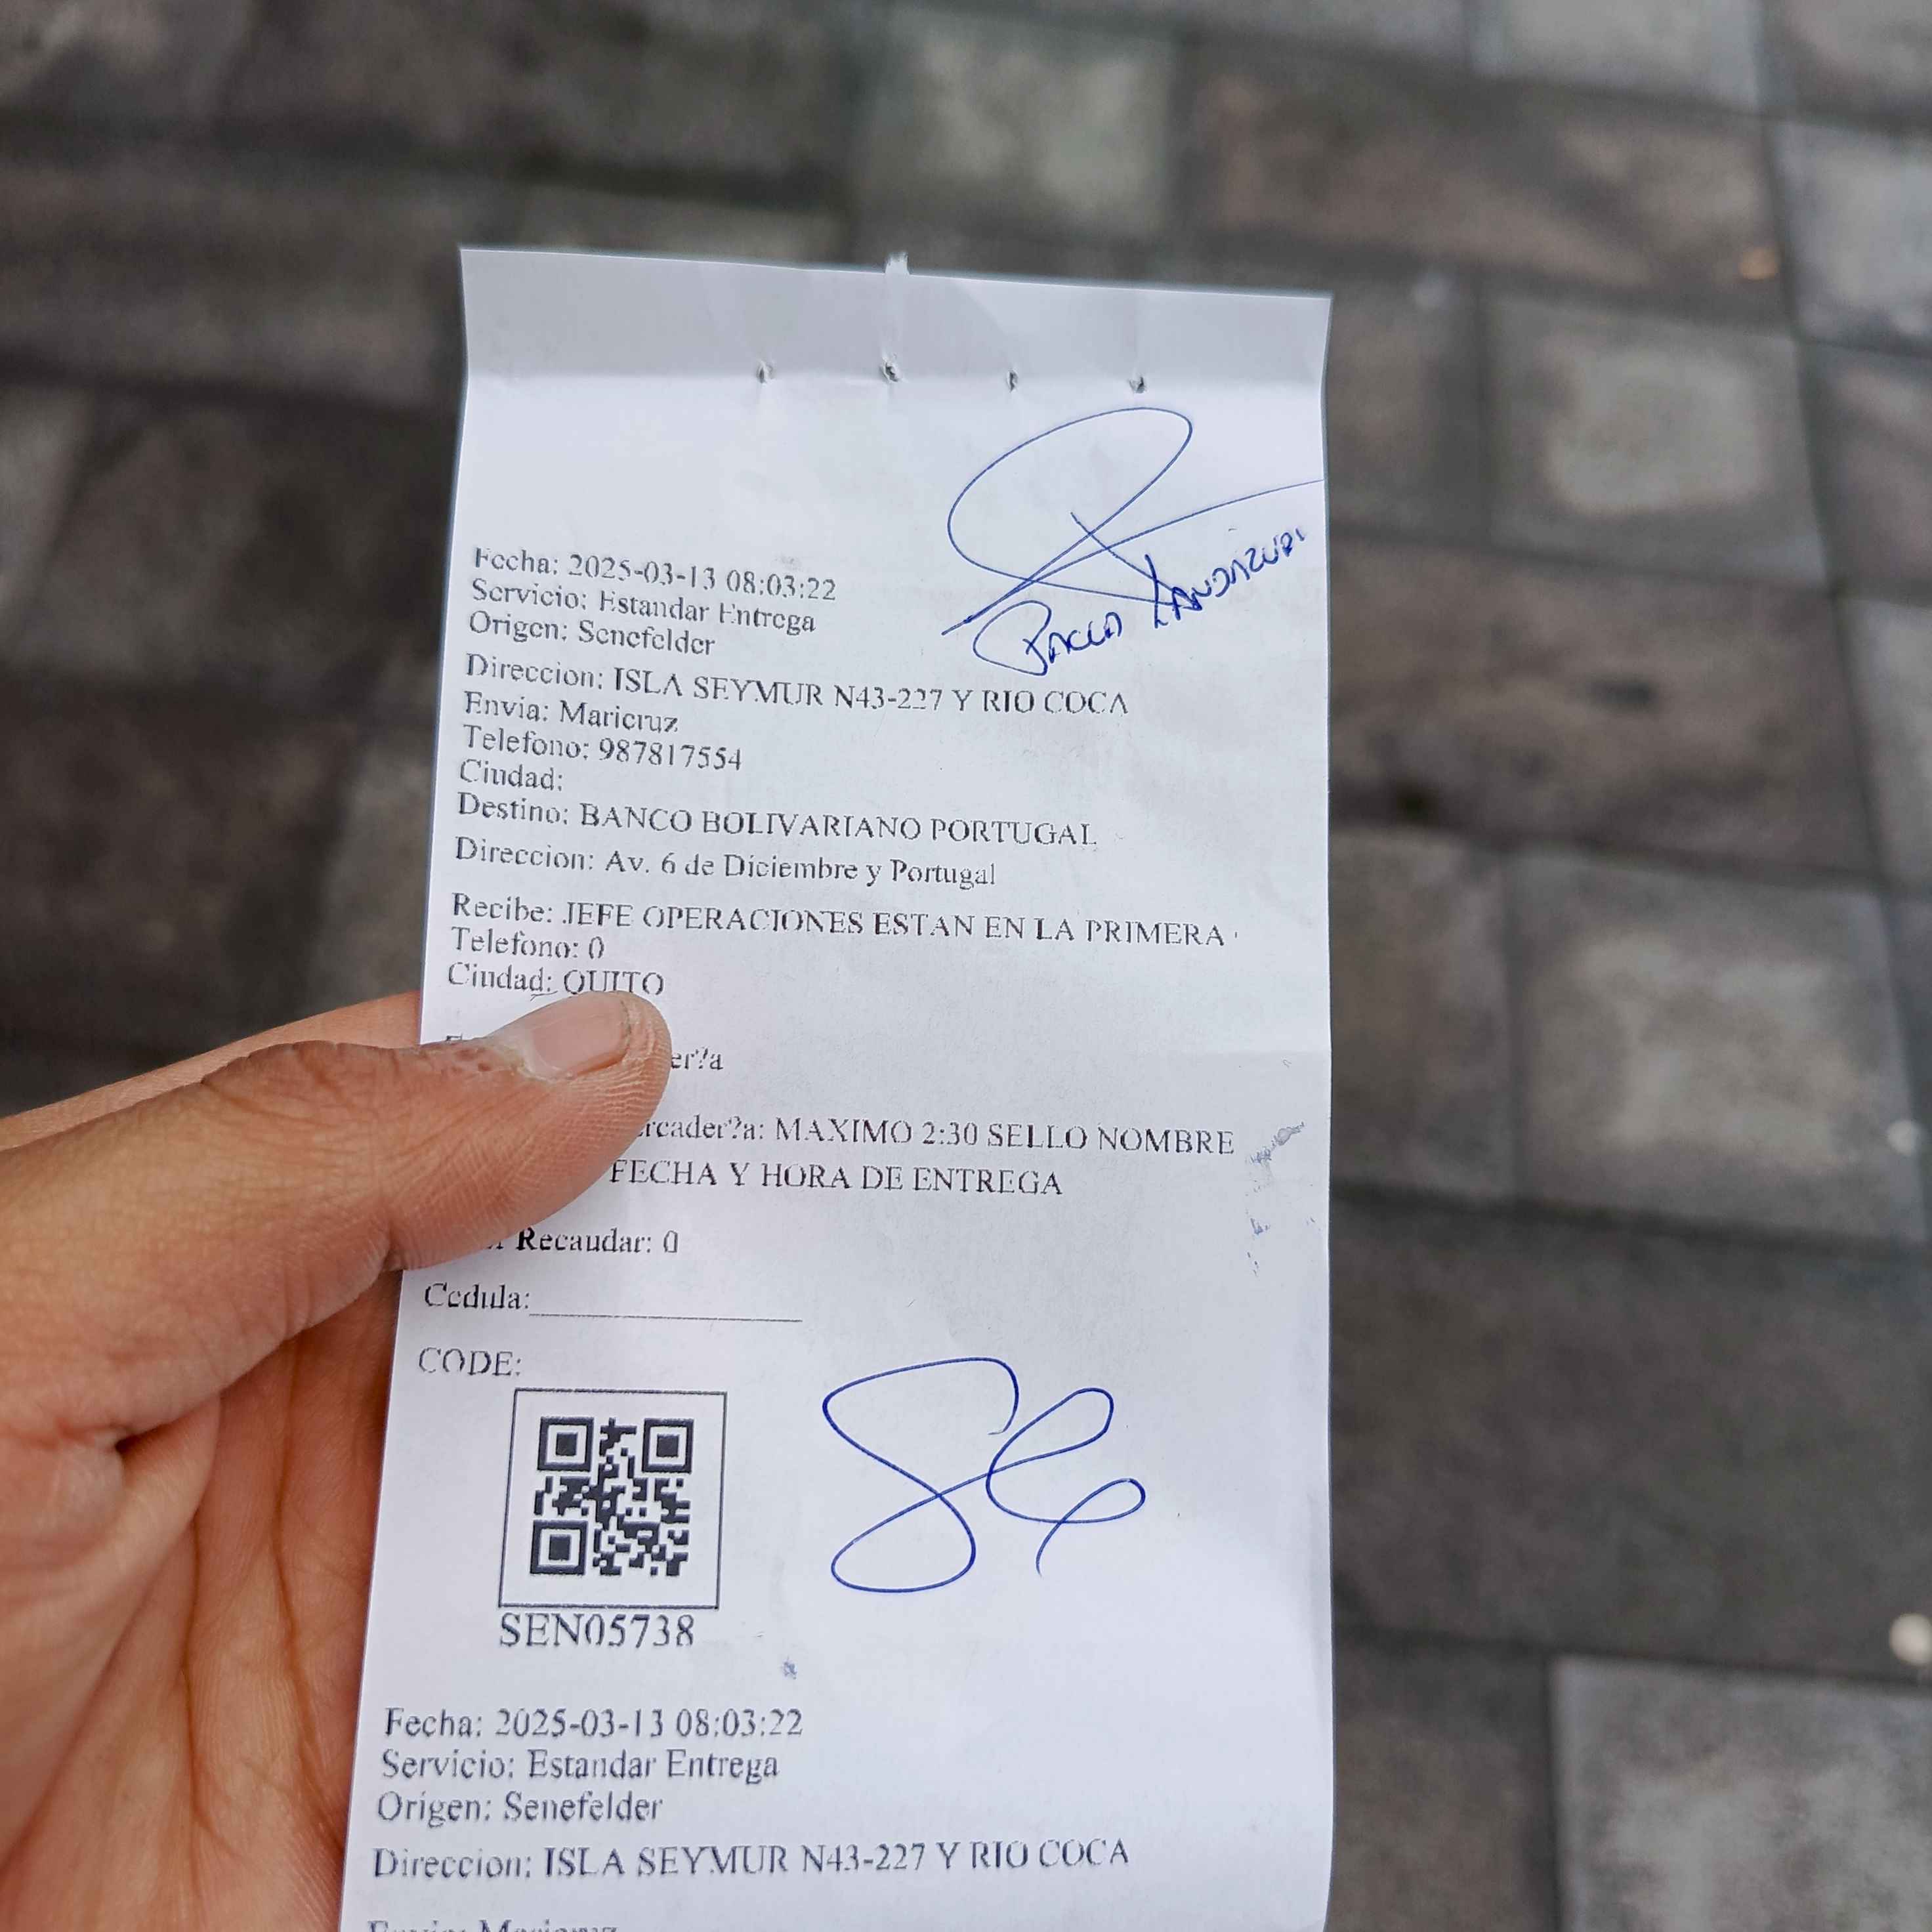 Fecha: 2025-03-13 08:03:22
Servicio: Estandar Entrega
Origen: Senefelder
Direccion: ISLA SEYMUR N43-227 Y RIO COCA
Envia: Maricruz
Telefono: 987817554
Ciudad:
Destino: BANCO BOLIVARIANO PORTUGAL
Direccion: Av. 6 de Diciembre y Portugal
Recibe: JEFE OPERACIONES ESTAN EN LA PRIMERA
Telefono: 0
Ciudad: QUITO
er?a
rcader?a: MAXIMO 2:30 SELLO NOMBRE
FECHA Y HORA DE ENTREGA
Recaudar: 0
Cedula:
CODE:
SEN05738
Fecha: 2025-03-13 08:03:22
Servicio: Estandar Entrega
Origen: Senefelder
Direccion: ISLA SEYMUR N43-227 Y RIO COCA